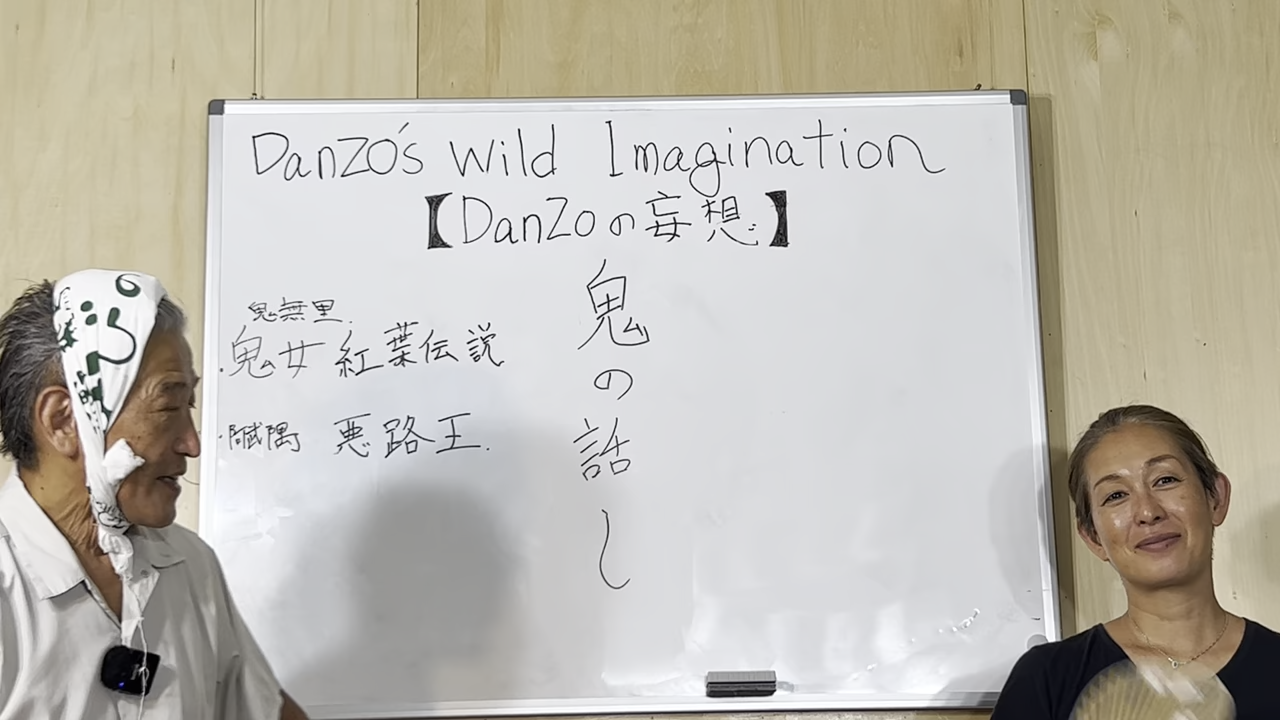 Danzo's Wild Imagination
【DanZoの妄想】
鬼の話し
鬼無里.
・鬼女 紅葉伝説
悪路王.